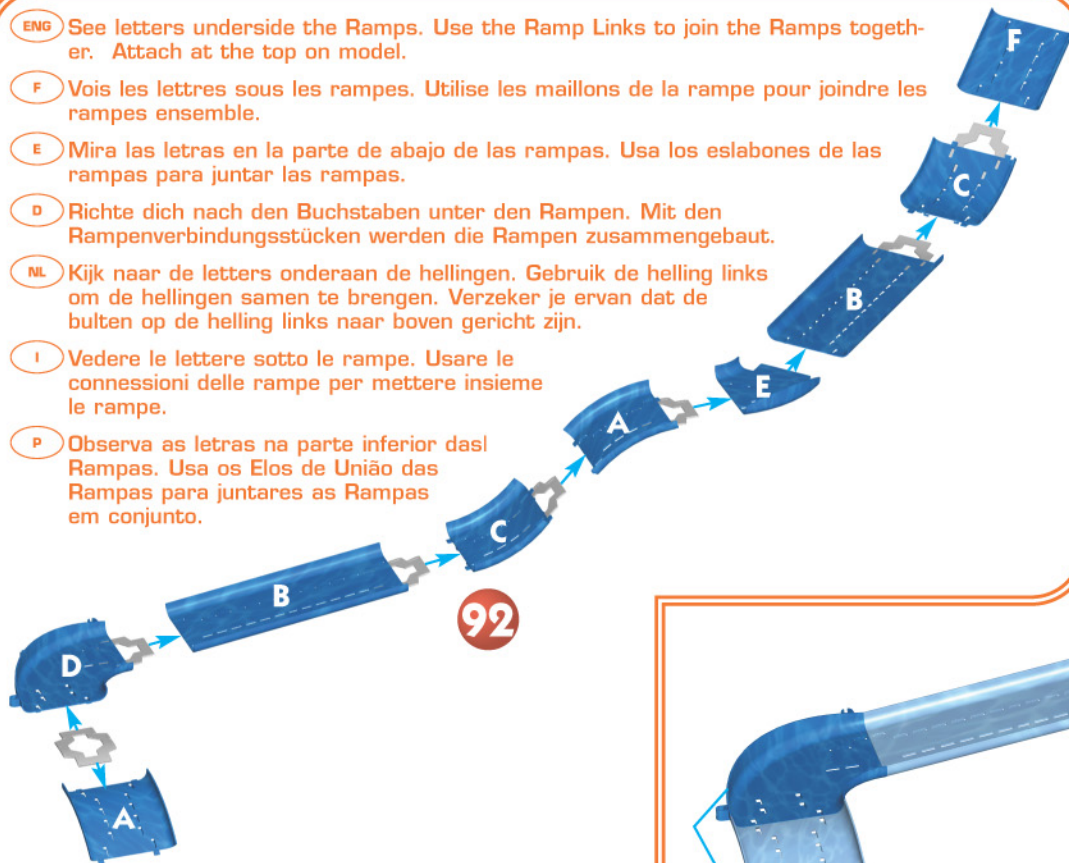 ENG See letters underside the Ramps. Use the Ramp Links to join the Ramps togeth-
er. Attach at the top on model.
F Vois les lettres sous les rampes. Utilise les maillons de la rampe pour joindre les
rampes ensemble.
E Mira las letras en la parte de abajo de las rampas. Usa los eslabones de las
rampas para juntar las rampas.
D Richte dich nach den Buchstaben unter den Rampen. Mit den
Rampenverbindungsstücken werden die Rampen zusammengebaut.
NL Kijk naar de letters onderaan de hellingen. Gebruik de helling links
om de hellingen samen te brengen. Verzeker je ervan dat de
bulten op de helling links naar boven gericht zijn.
I Vedere le lettere sotto le rampe. Usare le
connessioni delle rampe per mettere insieme
le rampe.
P Observa as letras na parte inferior dasl
Rampas. Usa os Elos de União das
Rampas para juntares as Rampas
em conjunto.
F
C
B
E
A
C
B
92
D
A